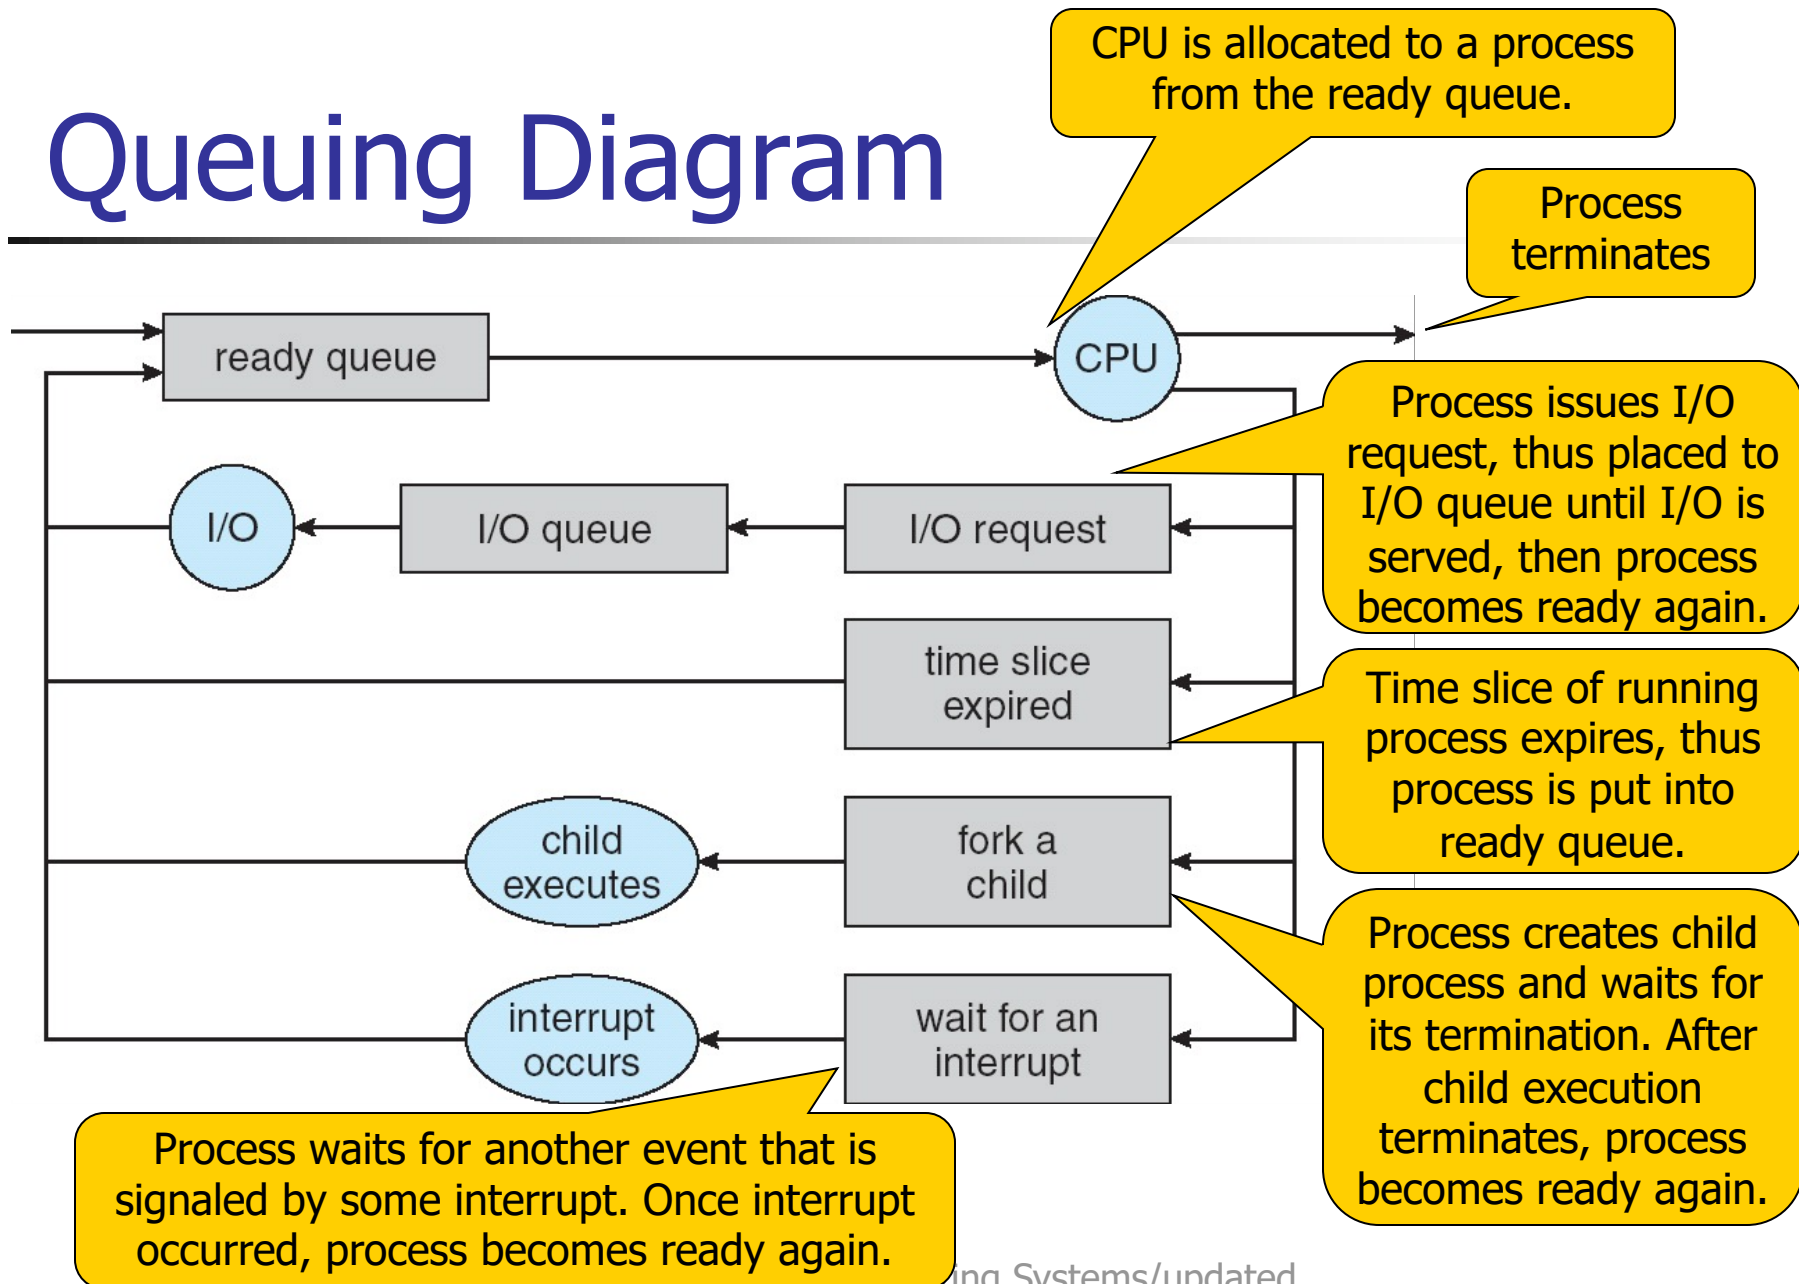 CPU is allocated to a process
from the ready queue.
Queuing Diagram
Process
terminates
ready queue
CPU
Process issues I/O
request, thus placed to
I/O queue until I/O is
served, then process
becomes ready again.
I/O
I/O queue
I/O request
time slice
expired
Time slice of running
process expires, thus
process is put into
ready queue.
child
executes
fork a
child
Process creates child
process and waits for
its termination. After
child execution
terminates, process
becomes ready again.
interrupt
occurs
wait for an
interrupt
Process waits for another event that is
signaled by some interrupt. Once interrupt
occurred, process becomes ready again.
Systems/updated